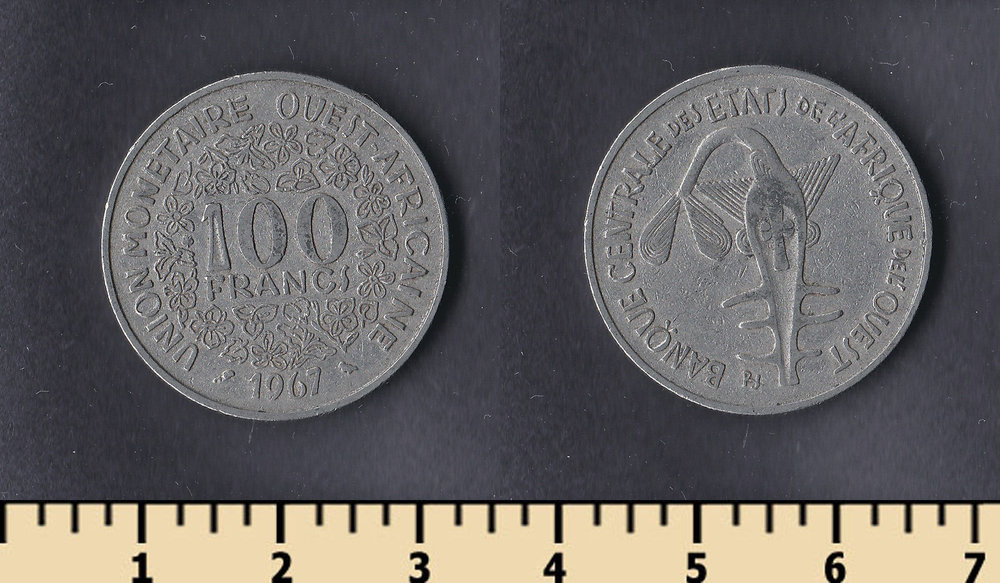 UNION MONETAIRE OUEST-AFRICAINE
100
FRANCS
1967
BANQUE CENTRALE DES ETATS DE L'AFRIQUE DE L'OUEST
1 2 3 4 5 6 7